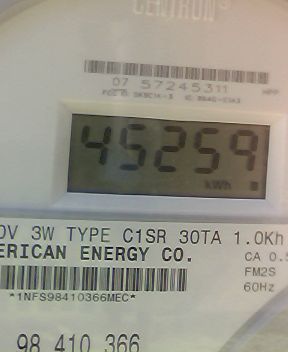 CENTRON®
07 57245311
45259
kWh
0V 3W TYPE C1SR 30TA 1.0Kh
ERICAN ENERGY CO. CA 0.5
FM2S
*1NFS98410366MEC* 60Hz
98 410 366